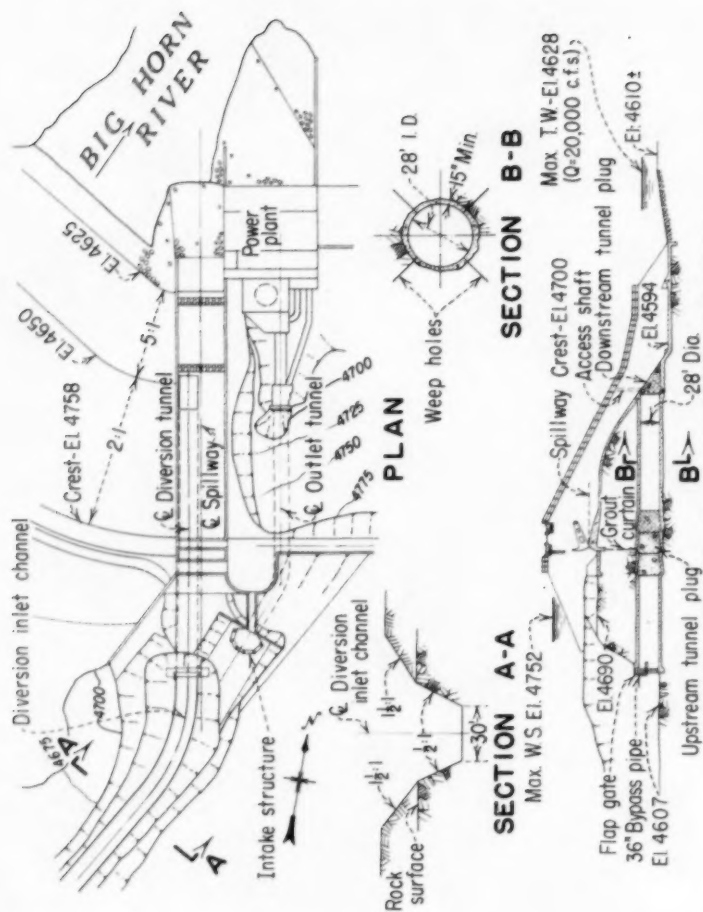 Diversion inlet channel
Crest-El. 4758
El. 4650
El. 4625
BIG HORN
RIVER
2:1
5:1
4675
4700
A
A
℄ Diversion tunnel
℄ Spillway
Power
plant
4700
4725
4750
4775
℄ Outlet tunnel
Intake structure
PLAN
℄ Diversion
inlet channel
Rock
surface
1½:1
½:1
½:1
1½:1
30'
SECTION A-A
Weep holes
28' I.D.
15" Min.
SECTION B-B
Max. W.S. El. 4752
Spillway Crest-El. 4700
Access shaft
Downstream tunnel plug
Max. T.W.-El. 4628
(Q=20,000 c.f.s.)
El. 4610±
El. 4690
Grout
curtain
B
El. 4594
Flap gate
36" Bypass pipe
El. 4607
Upstream tunnel plug
B
28' Dia.